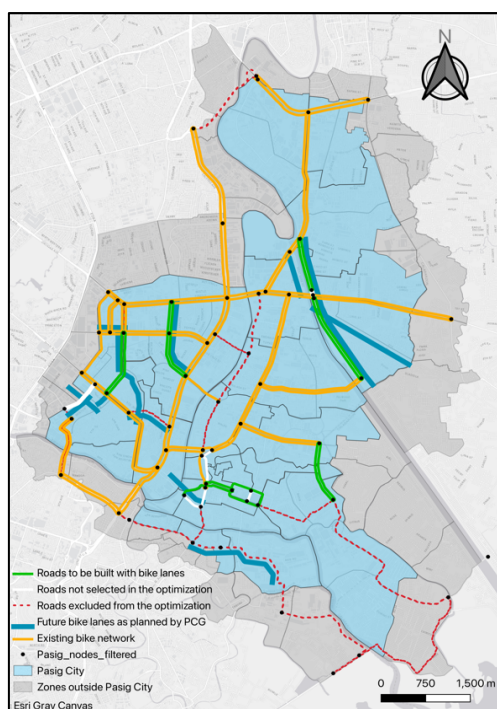 N
Roads to be built with bike lanes
Roads not selected in the optimization
Roads excluded from the optimization
Future bike lanes as planned by PCG
Existing bike network
Pasig_nodes_filtered
Pasig City
Zones outside Pasig City
0 750 1,500 m
Esri Gray Canvas